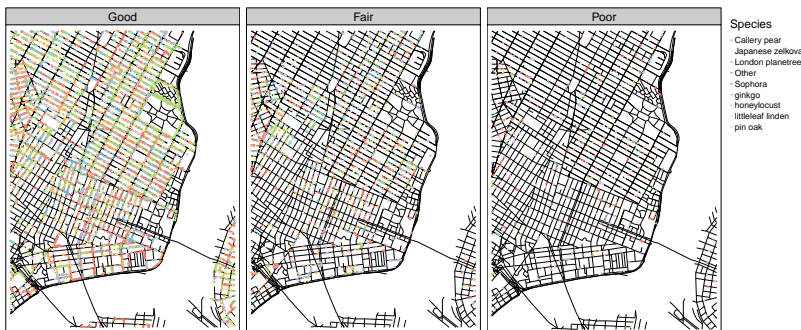 Good
Fair
Poor
Species
Callery pear
Japanese zelkova
London planetree
Other
Sophora
ginkgo
honeylocust
littleleaf linden
pin oak